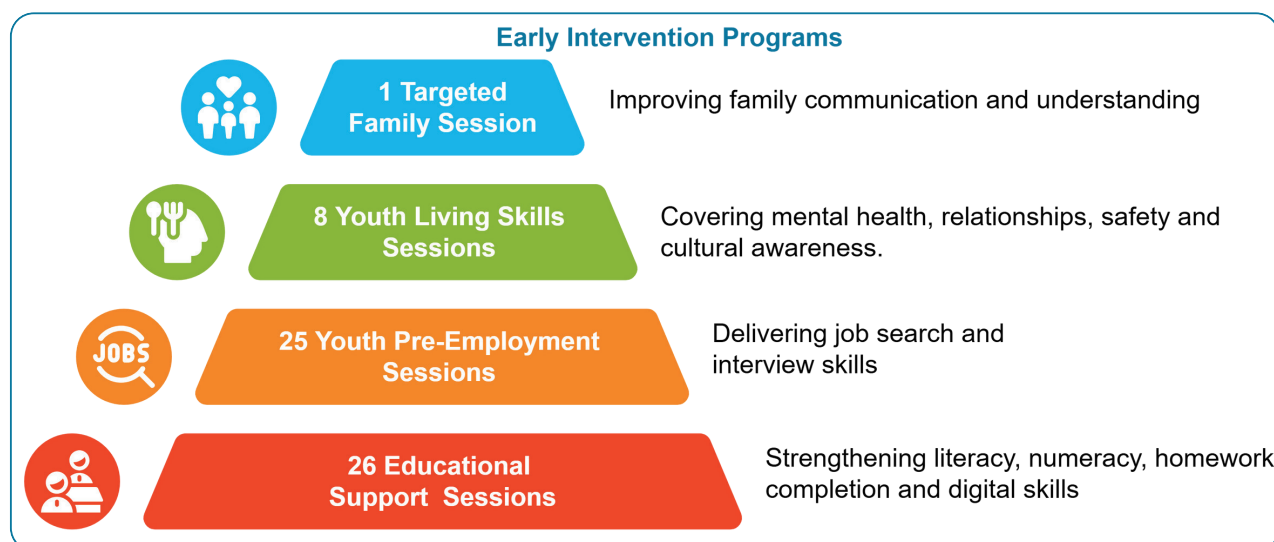 Early Intervention Programs
1 Targeted
Family Session
Improving family communication and understanding
8 Youth Living Skills
Sessions
Covering mental health, relationships, safety and
cultural awareness.
JOBS
25 Youth Pre-Employment
Sessions
Delivering job search and
interview skills
26 Educational
Support Sessions
Strengthening literacy, numeracy, homework
completion and digital skills